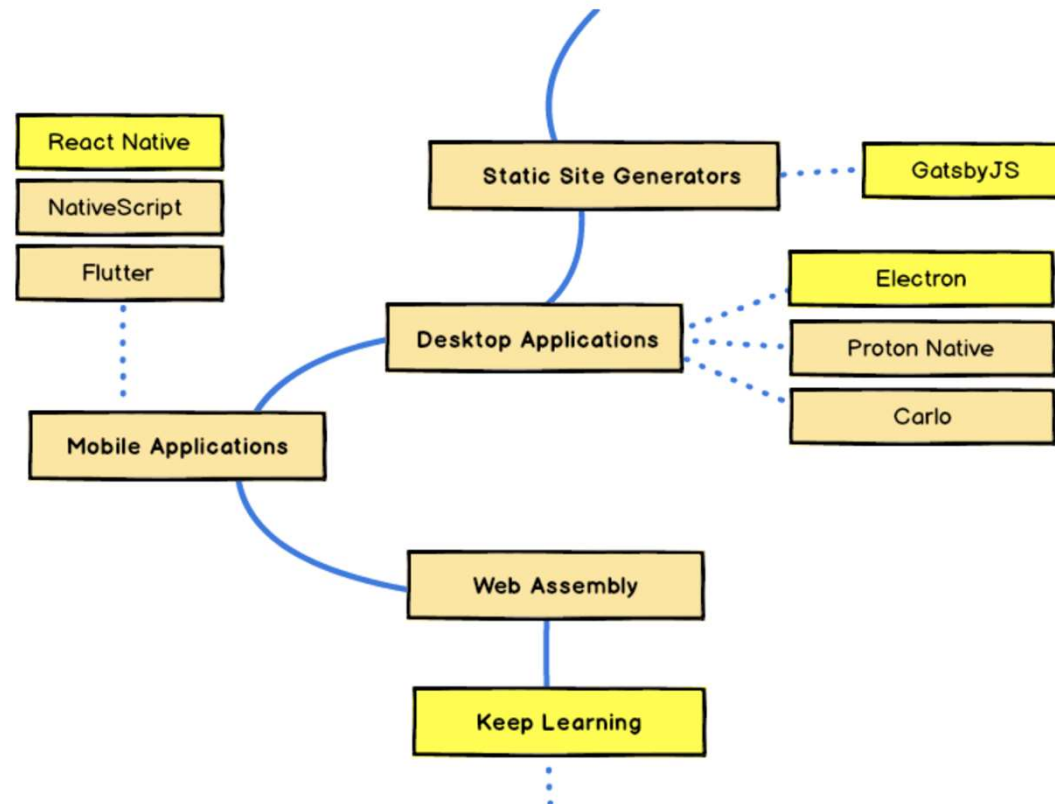 React Native
NativeScript
Flutter
Static Site Generators
GatsbyJS
Electron
Desktop Applications
Proton Native
Carlo
Mobile Applications
Web Assembly
Keep Learning